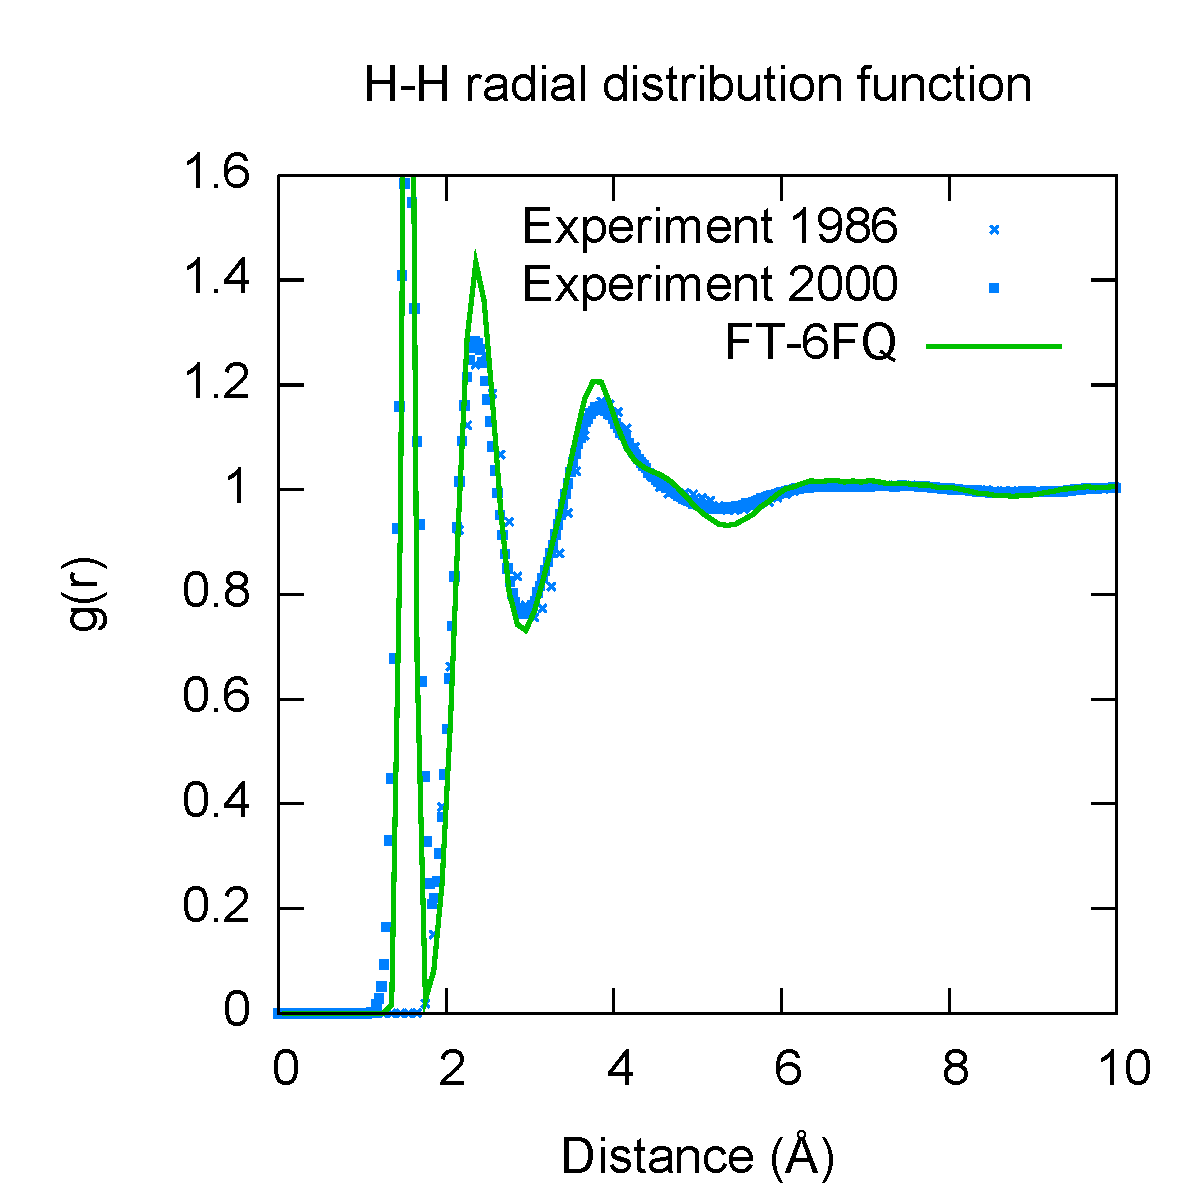 H-H radial distribution function
1.6
1.4
1.2
1
0.8
0.6
0.4
0.2
0
g(r)
Experiment 1986
Experiment 2000
FT-6FQ
0 2 4 6 8 10
Distance (Å)